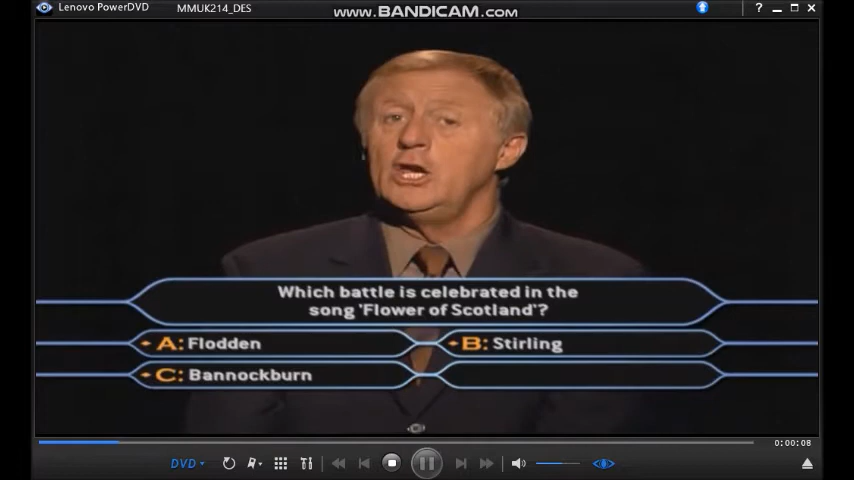 Lenovo PowerDVD
MMUK214_DES
www.BANDICAM.com
?
Which battle is celebrated in the
song 'Flower of Scotland'?
A: Flodden
B: Stirling
C: Bannockburn
0:00:08
DVD